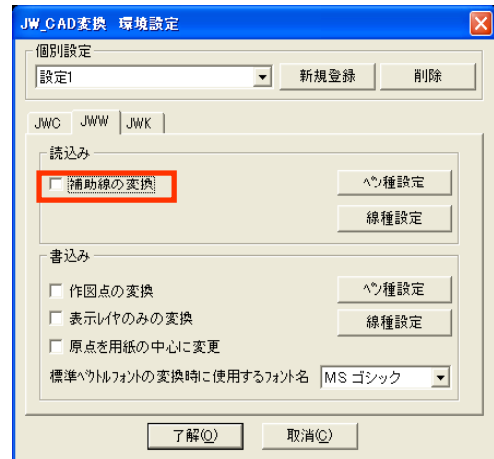 JW_CAD変換 環境設定
個別設定
設定1 新規登録 削除
JWC JWW JWK
読込み
補助線の変換 ﾍﾟﾝ種設定
線種設定
書込み
作図点の変換 ﾍﾟﾝ種設定
表示ﾚｲﾔのみの変換 線種設定
原点を用紙の中心に変更
標準ﾍﾞｸﾄﾙﾌｫﾝﾄの変換時に使用するﾌｫﾝﾄ名 MS ゴシック
了解(O) 取消(C)